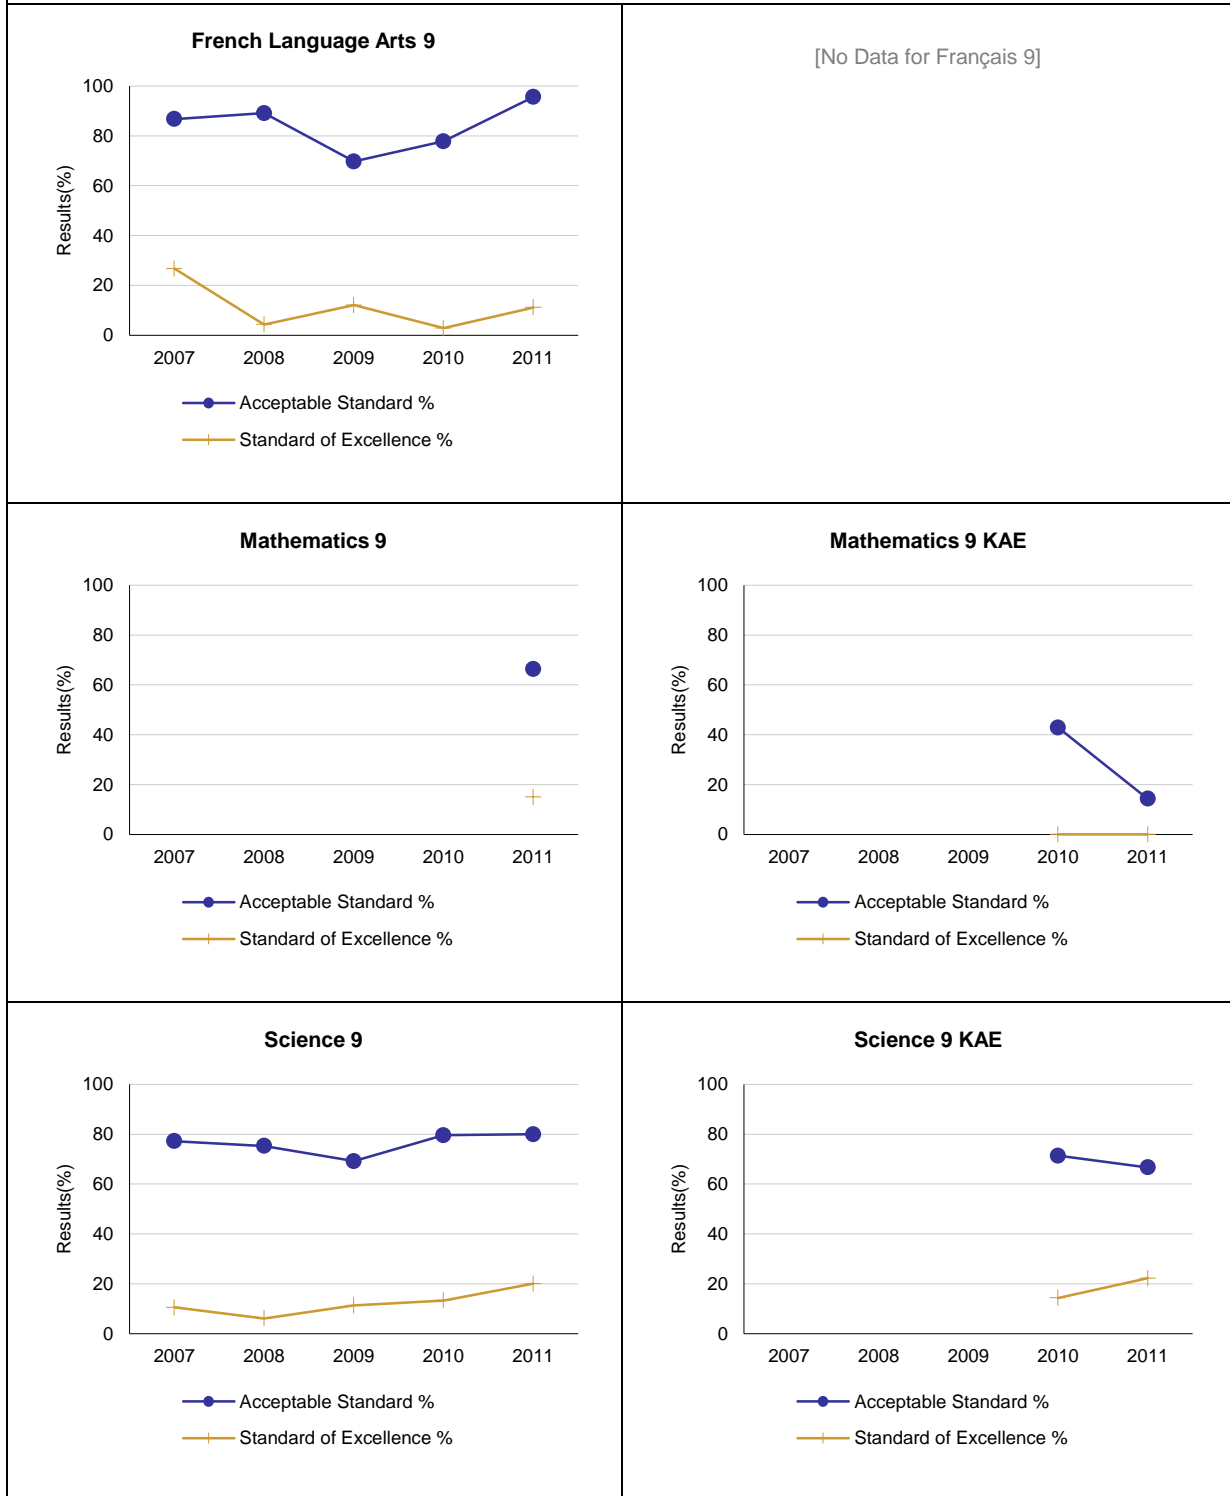 French Language Arts 9
100
80
60
40
20
0
Results(%)
2007 2008 2009 2010 2011
Acceptable Standard %
Standard of Excellence %
[No Data for Français 9]
Mathematics 9
100
80
60
40
20
0
Results(%)
2007 2008 2009 2010 2011
Acceptable Standard %
Standard of Excellence %
Mathematics 9 KAE
100
80
60
40
20
0
Results(%)
2007 2008 2009 2010 2011
Acceptable Standard %
Standard of Excellence %
Science 9
100
80
60
40
20
0
Results(%)
2007 2008 2009 2010 2011
Acceptable Standard %
Standard of Excellence %
Science 9 KAE
100
80
60
40
20
0
Results(%)
2007 2008 2009 2010 2011
Acceptable Standard %
Standard of Excellence %